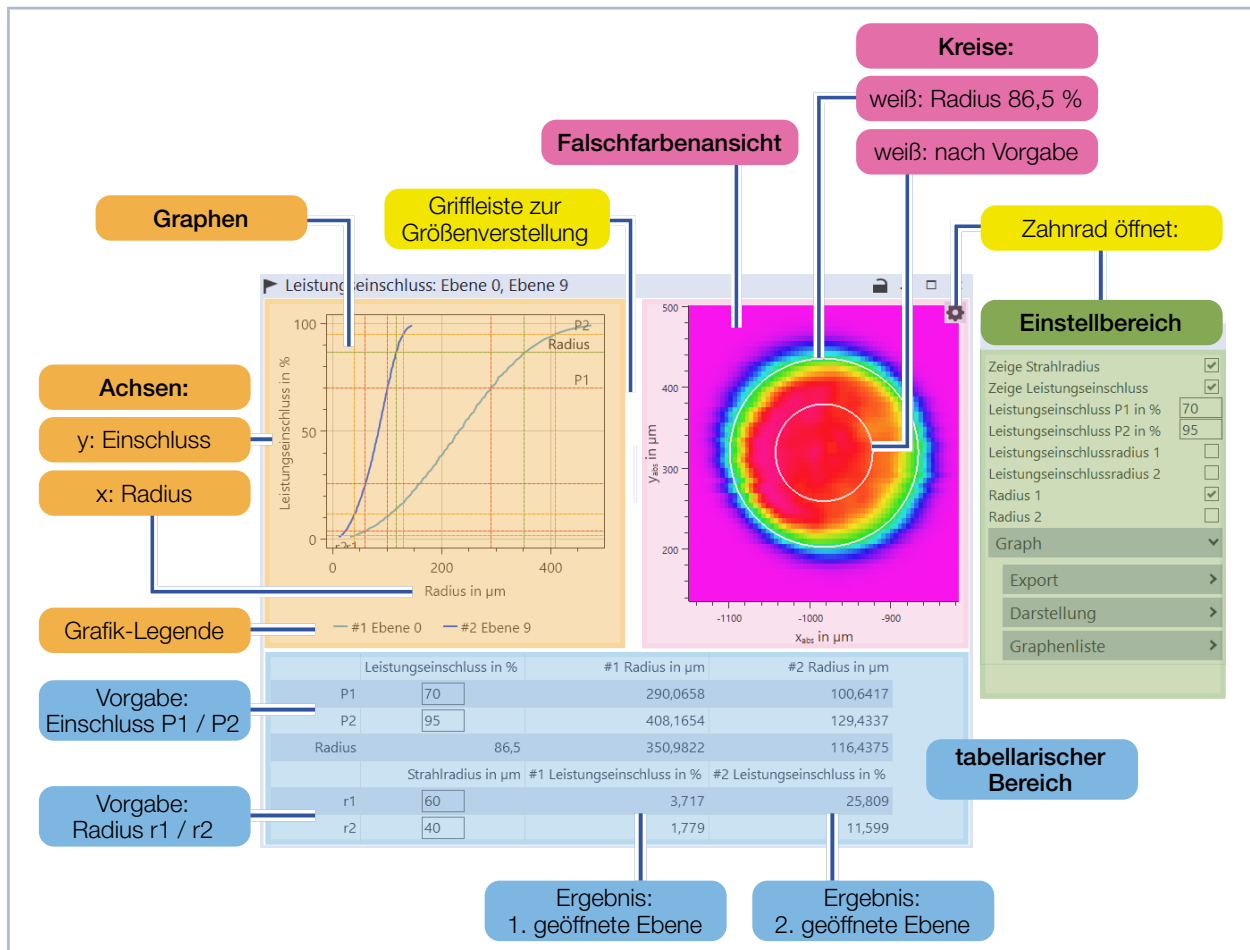 Kreise:
weiß: Radius 86,5 %
weiß: nach Vorgabe
Falschfarbenansicht
Graphen
Griffleiste zur
Größenverstellung
Zahnrad öffnet:
Einstellbereich
Achsen:
y: Einschluss
x: Radius
Grafik-Legende
Leistungseinschluss: Ebene 0, Ebene 9
Leistungseinschluss in %
100
50
0
P2
Radius
P1
r2r1
0
200
400
Radius in µm
#1 Ebene 0
#2 Ebene 9
yabs in µm
500
400
300
200
-1100
-1000
-900
xabs in µm
Zeige Strahlradius
Zeige Leistungseinschluss
Leistungseinschluss P1 in % 70
Leistungseinschluss P2 in % 95
Leistungseinschlussradius 1
Leistungseinschlussradius 2
Radius 1
Radius 2
Graph
Export
Darstellung
Graphenliste
Vorgabe:
Einschluss P1 / P2
Vorgabe:
Radius r1 / r2
Leistungseinschluss in % #1 Radius in µm #2 Radius in µm
P1 70 290,0658 100,6417
P2 95 408,1654 129,4337
Radius 86,5 350,9822 116,4375
Strahlradius in µm #1 Leistungseinschluss in % #2 Leistungseinschluss in %
r1 60 3,717 25,809
r2 40 1,779 11,599
tabellarischer
Bereich
Ergebnis:
1. geöffnete Ebene
Ergebnis:
2. geöffnete Ebene